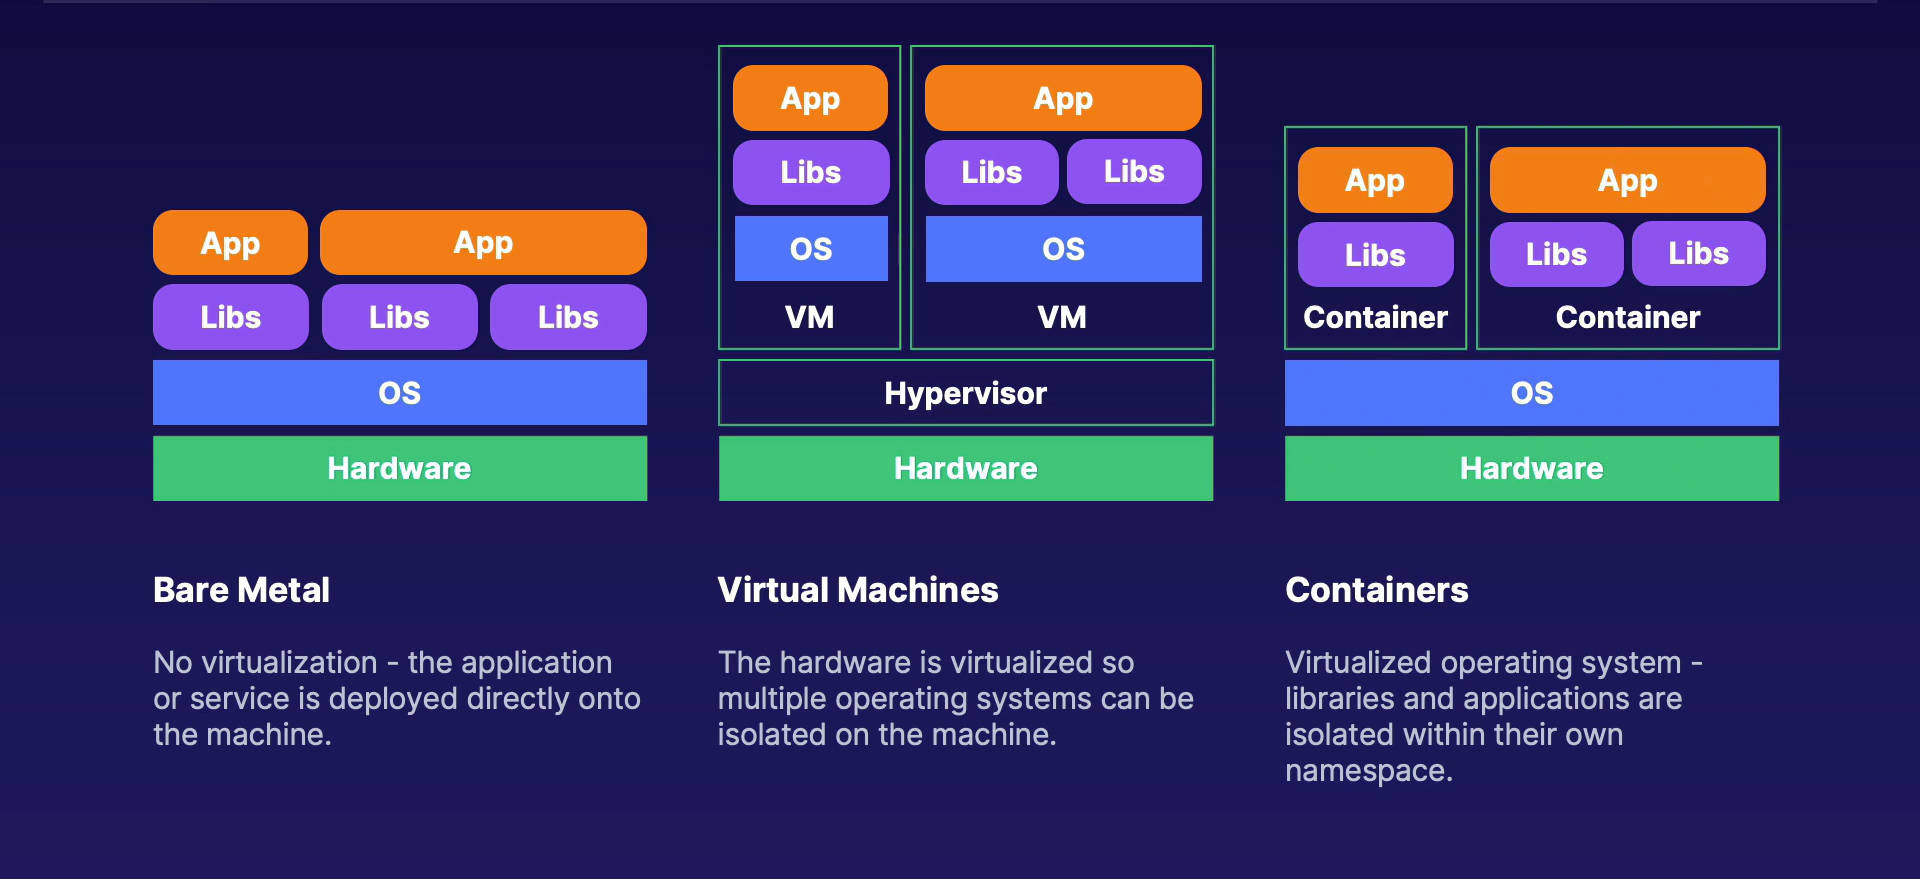 App App
Libs Libs Libs
OS
Hardware
Bare Metal
No virtualization - the application
or service is deployed directly onto
the machine.
App App
Libs Libs Libs
OS OS
VM VM
Hypervisor
Hardware
Virtual Machines
The hardware is virtualized so
multiple operating systems can be
isolated on the machine.
App App
Libs Libs Libs
Container Container
OS
Hardware
Containers
Virtualized operating system -
libraries and applications are
isolated within their own
namespace.